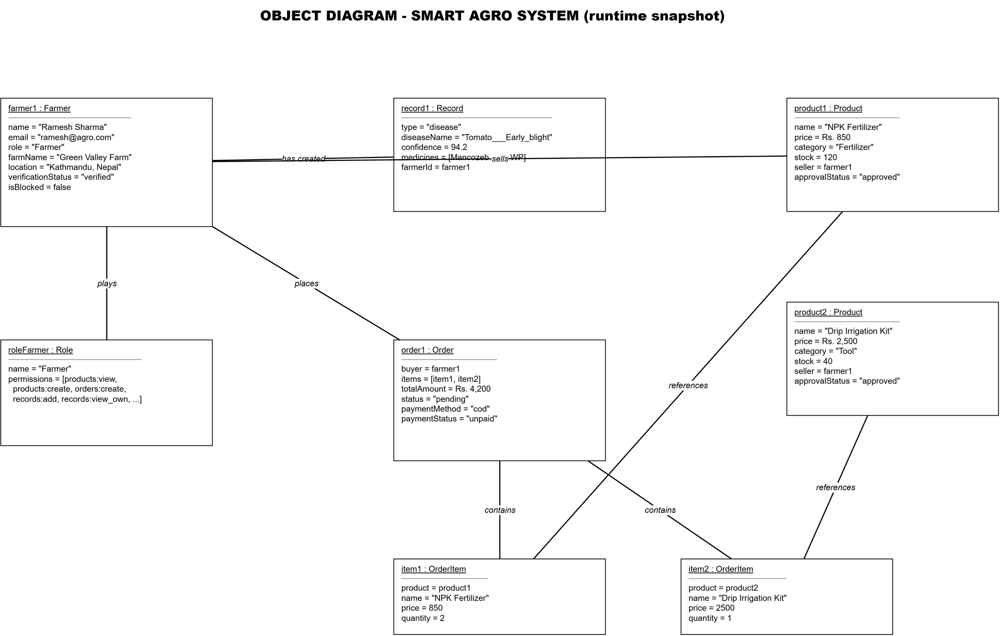 OBJECT DIAGRAM - SMART AGRO SYSTEM (runtime snapshot)
farmer1 : Farmer
name = "Ramesh Sharma"
email = "ramesh@agro.com"
role = "Farmer"
farmName = "Green Valley Farm"
location = "Kathmandu, Nepal"
verificationStatus = "verified"
isBlocked = false
has created
record1 : Record
type = "disease"
diseaseName = "Tomato___Early_blight"
confidence = 94.2
medicines = [Mancozeb WP]
farmerId = farmer1
sells
product1 : Product
name = "NPK Fertilizer"
price = Rs. 850
category = "Fertilizer"
stock = 120
seller = farmer1
approvalStatus = "approved"
plays
places
references
roleFarmer : Role
name = "Farmer"
permissions = [products:view,
products:create, orders:create,
records:add, records:view_own, ...]
order1 : Order
buyer = farmer1
items = [item1, item2]
totalAmount = Rs. 4,200
status = "pending"
paymentMethod = "cod"
paymentStatus = "unpaid"
product2 : Product
name = "Drip Irrigation Kit"
price = Rs. 2,500
category = "Tool"
stock = 40
seller = farmer1
approvalStatus = "approved"
references
contains
contains
item1 : OrderItem
product = product1
name = "NPK Fertilizer"
price = 850
quantity = 2
item2 : OrderItem
product = product2
name = "Drip Irrigation Kit"
price = 2500
quantity = 1